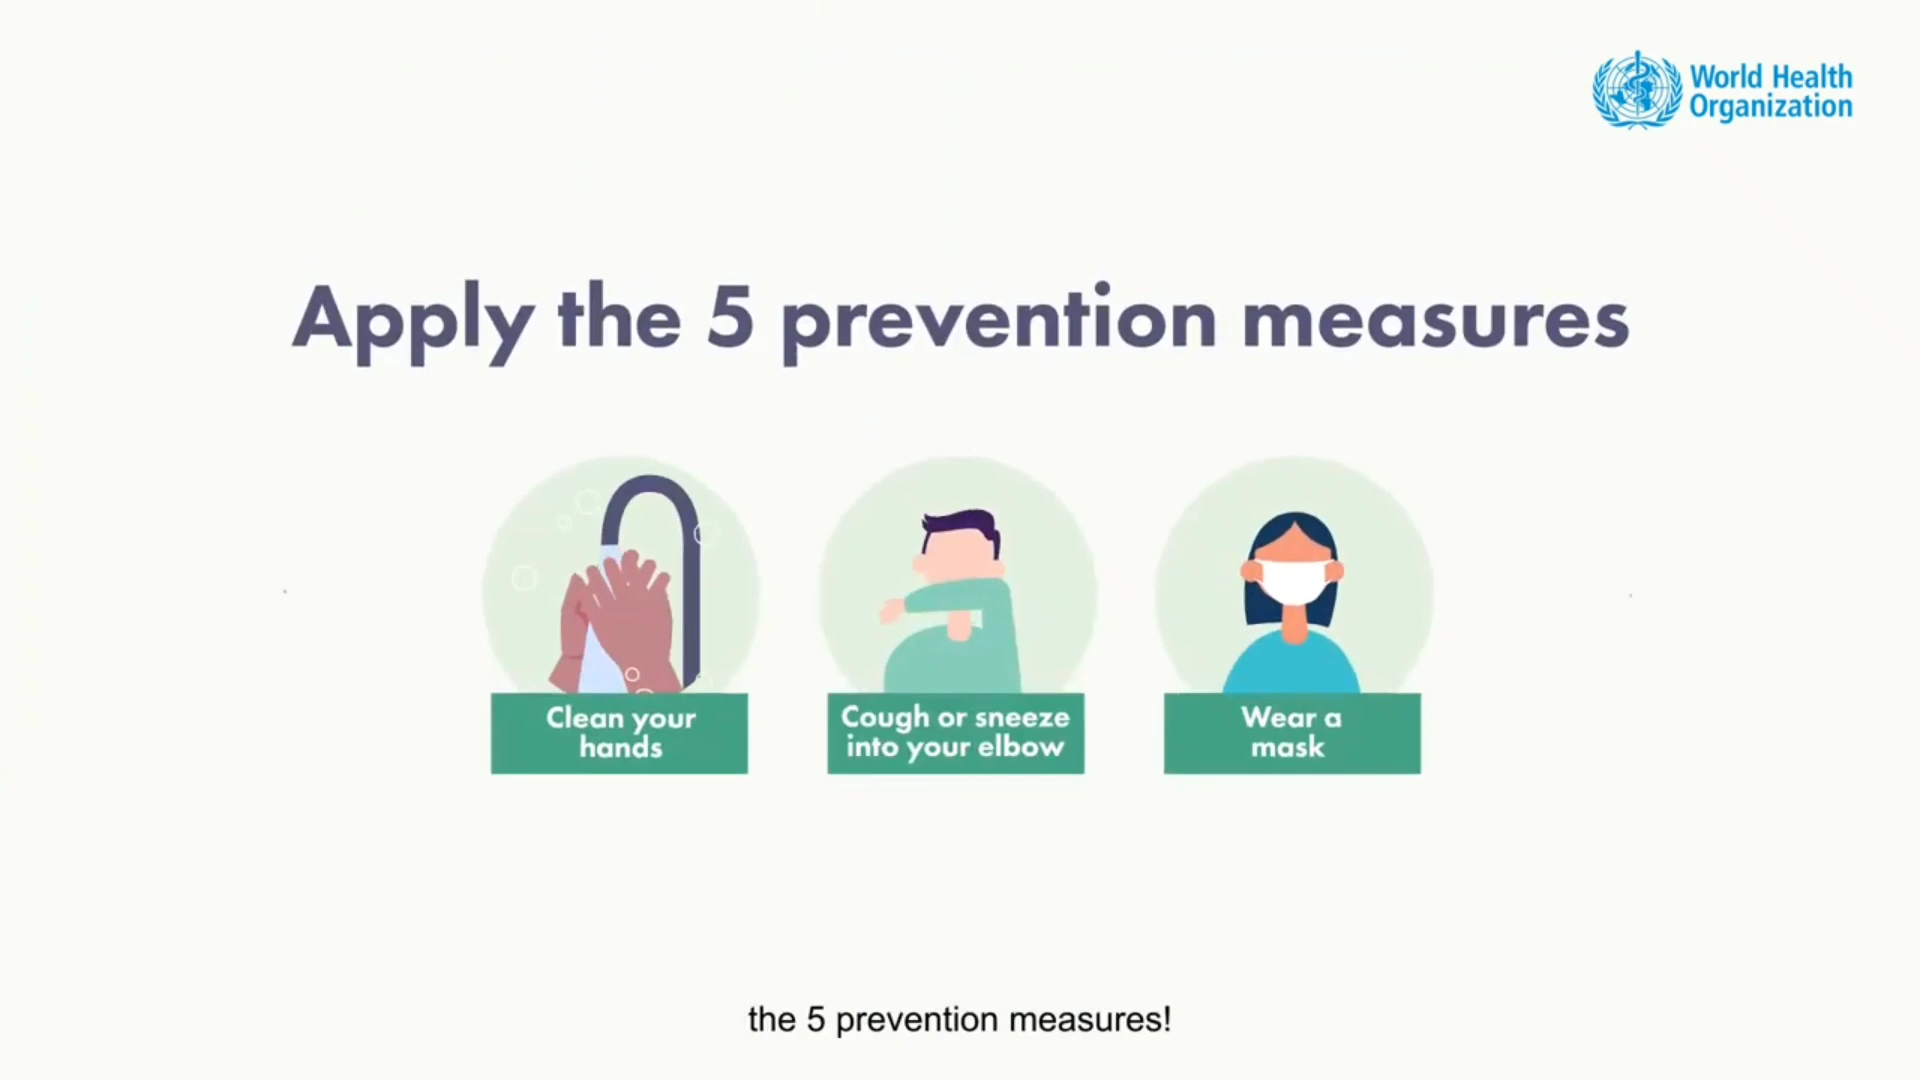 World Health
Organization
Apply the 5 prevention measures
Clean your
hands
Cough or sneeze
into your elbow
Wear a
mask
the 5 prevention measures!